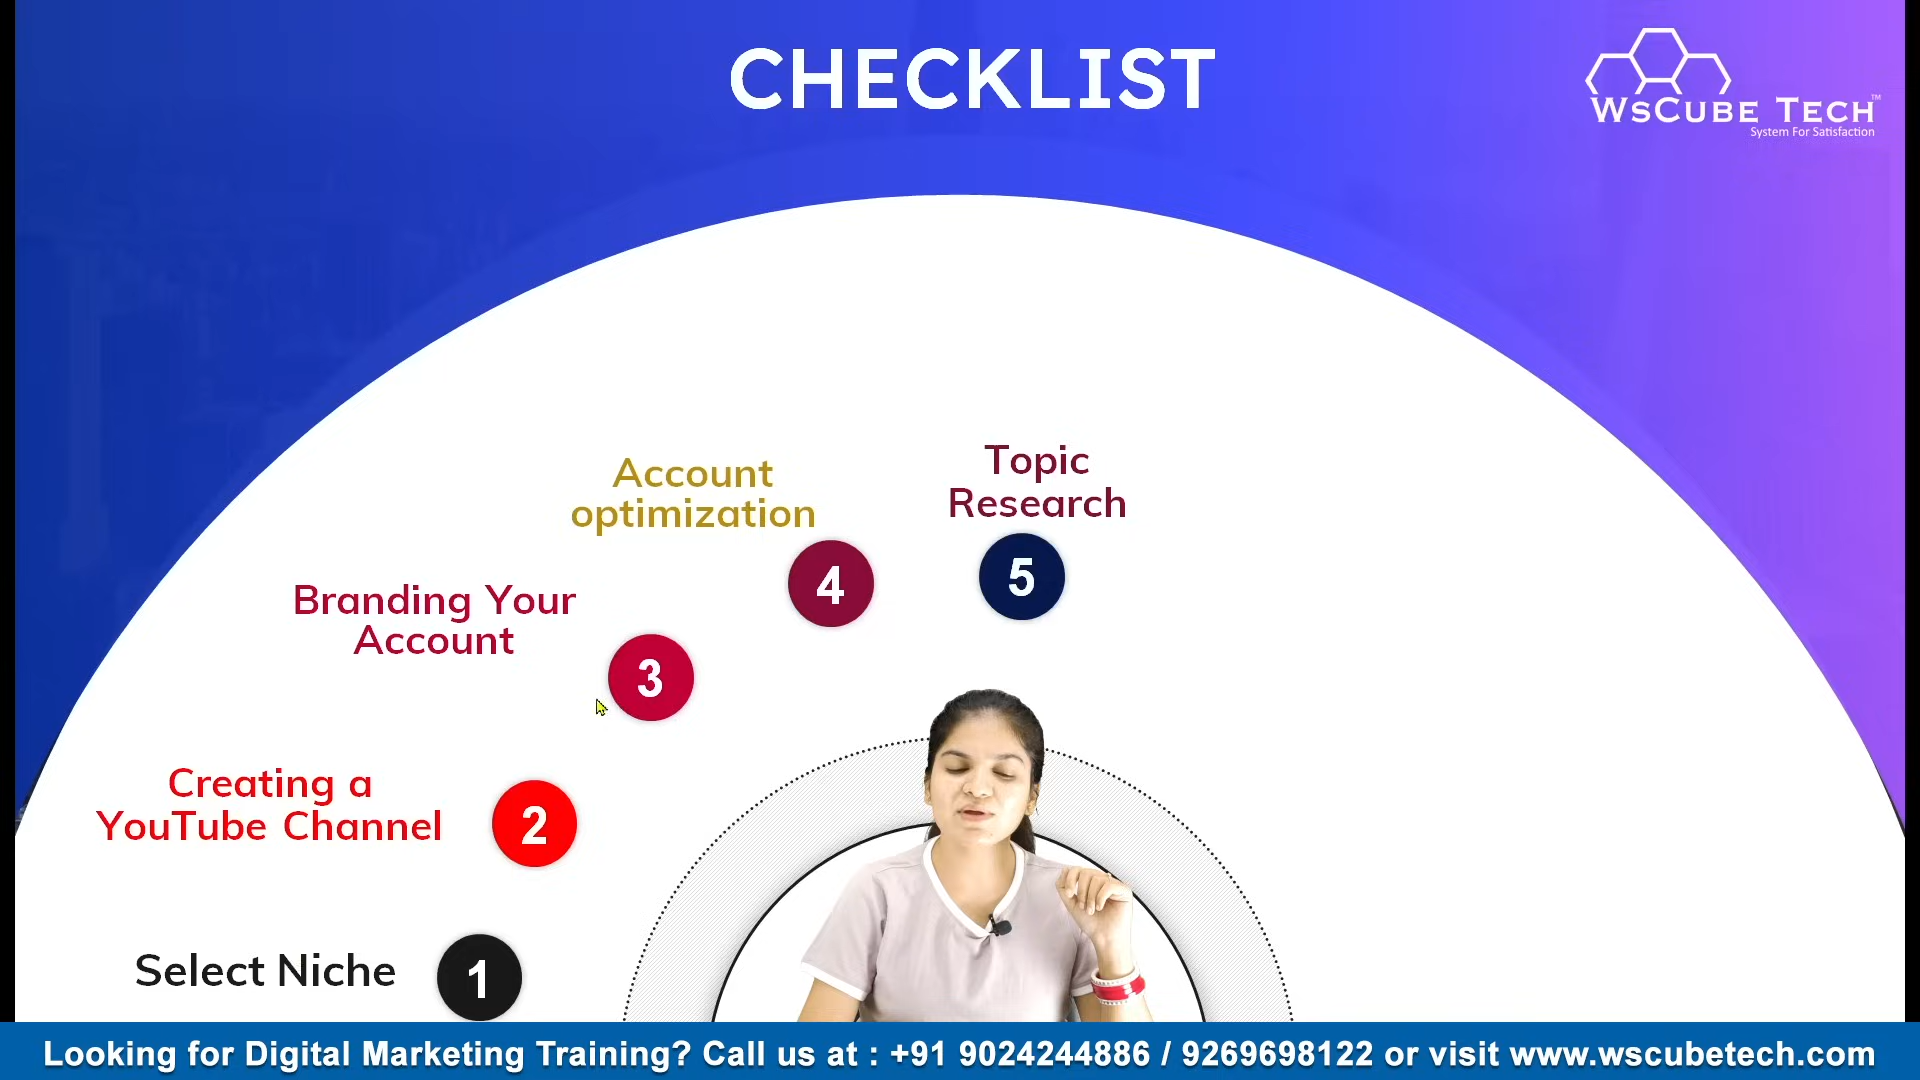 CHECKLIST
WsCube Tech™
System For Satisfaction
Account
optimization
4
Topic
Research
5
Branding Your
Account
3
Creating a
YouTube Channel
2
Select Niche
1
Looking for Digital Marketing Training? Call us at : +91 9024244886 / 9269698122 or visit www.wscubetech.com